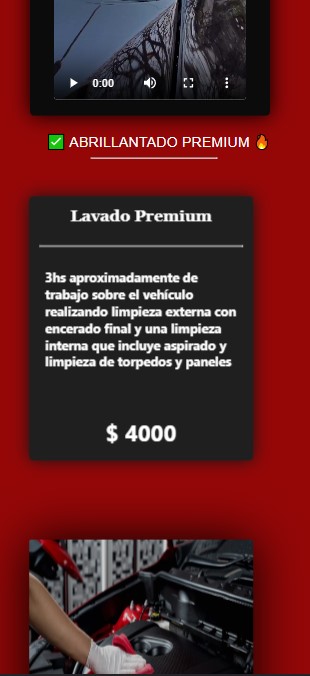 0:00
✅ ABRILLANTADO PREMIUM 🔥
Lavado Premium
3hs aproximadamente de
trabajo sobre el vehículo
realizando limpieza externa con
encerado final y una limpieza
interna que incluye aspirado y
limpieza de torpedos y paneles
$ 4000